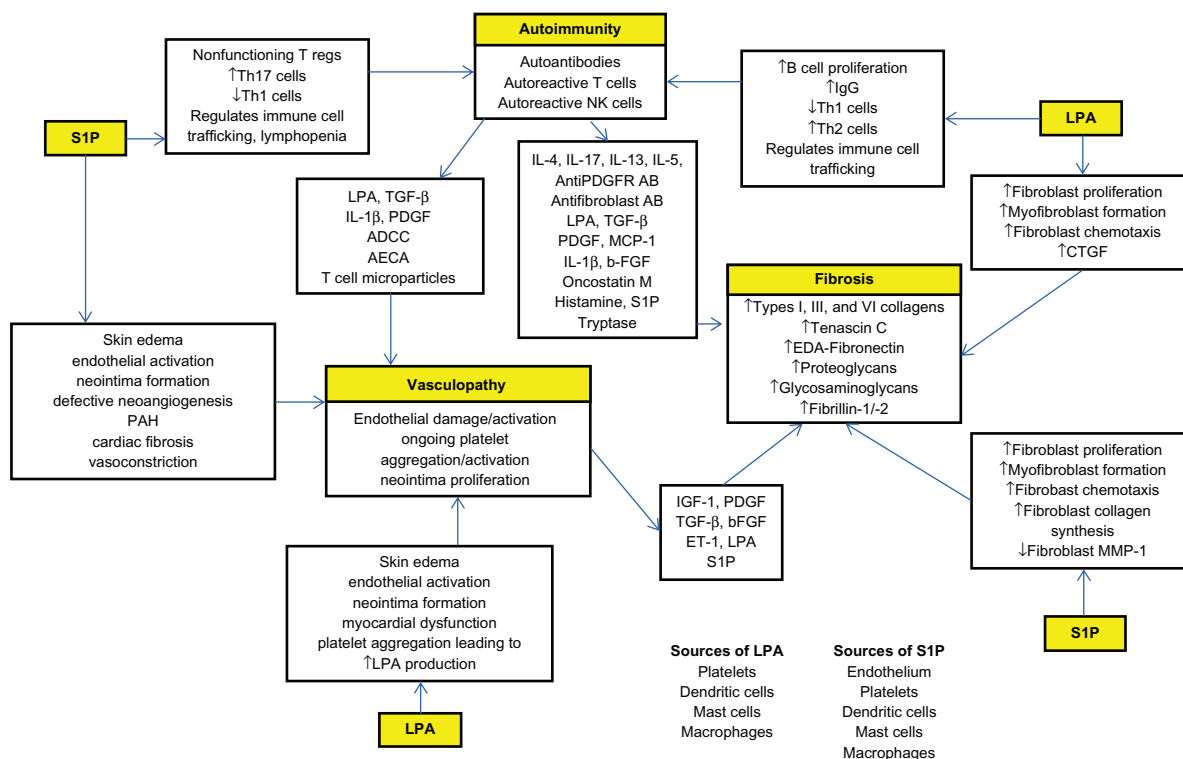 Autoimmunity
Autoantibodies
Autoreactive T cells
Autoreactive NK cells
Nonfunctioning T regs
↑Th17 cells
↓Th1 cells
Regulates immune cell
trafficking, lymphopenia
S1P
↑B cell proliferation
↑IgG
↓Th1 cells
↑Th2 cells
Regulates immune cell
trafficking
LPA
LPA, TGF-β
IL-1β, PDGF
ADCC
AECA
T cell microparticles
IL-4, IL-17, IL-13, IL-5,
AntiPDGFR AB
Antifibroblast AB
LPA, TGF-β
PDGF, MCP-1
IL-1β, b-FGF
Oncostatin M
Histamine, S1P
Tryptase
↑Fibroblast proliferation
↑Myofibroblast formation
↑Fibroblast chemotaxis
↑CTGF
Fibrosis
↑Types I, III, and VI collagens
↑Tenascin C
↑EDA-Fibronectin
↑Proteoglycans
↑Glycosaminoglycans
↑Fibrillin-1/-2
Skin edema
endothelial activation
neointima formation
defective neoangiogenesis
PAH
cardiac fibrosis
vasoconstriction
Vasculopathy
Endothelial damage/activation
ongoing platelet
aggregation/activation
neointima proliferation
IGF-1, PDGF
TGF-β, bFGF
ET-1, LPA
S1P
↑Fibroblast proliferation
↑Myofibroblast formation
↑Fibrobast chemotaxis
↑Fibroblast collagen
synthesis
↓Fibroblast MMP-1
S1P
Skin edema
endothelial activation
neointima formation
myocardial dysfunction
platelet aggregation leading to
↑LPA production
LPA
Sources of LPA
Platelets
Dendritic cells
Mast cells
Macrophages
Sources of S1P
Endothelium
Platelets
Dendritic cells
Mast cells
Macrophages